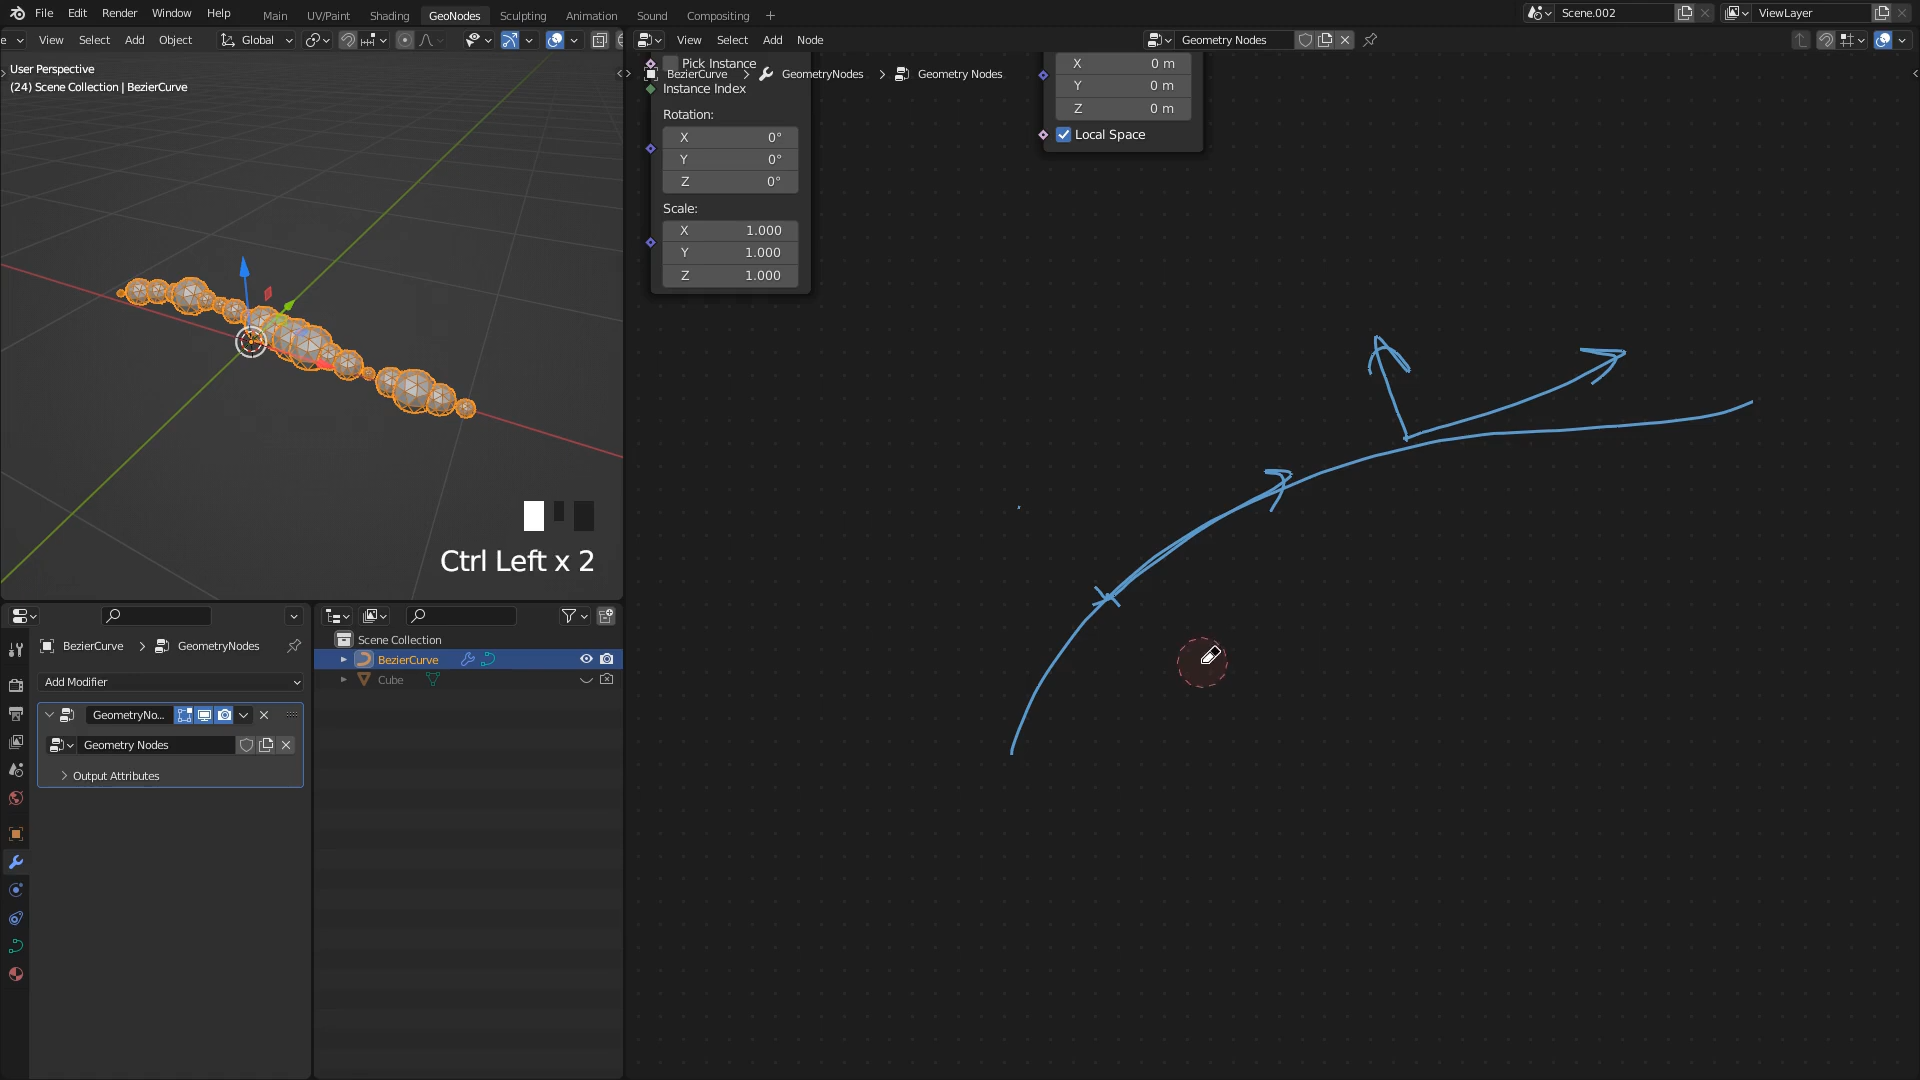 File Edit Render Window Help Main UV/Paint Shading GeoNodes Sculpting Animation Sound Compositing + Scene.002 ViewLayer
View Select Add Object Global View Select Add Node Geometry Nodes
User Perspective
(24) Scene Collection | BezierCurve
Pick Instance
BezierCurve > GeometryNodes > Geometry Nodes
Instance Index
Rotation:
X 0°
Y 0°
Z 0°
Scale:
X 1.000
Y 1.000
Z 1.000
X 0 m
Y 0 m
Z 0 m
Local Space
Ctrl Left x 2
BezierCurve > GeometryNodes
Add Modifier
GeometryNo...
Geometry Nodes
Output Attributes
Scene Collection
BezierCurve
Cube